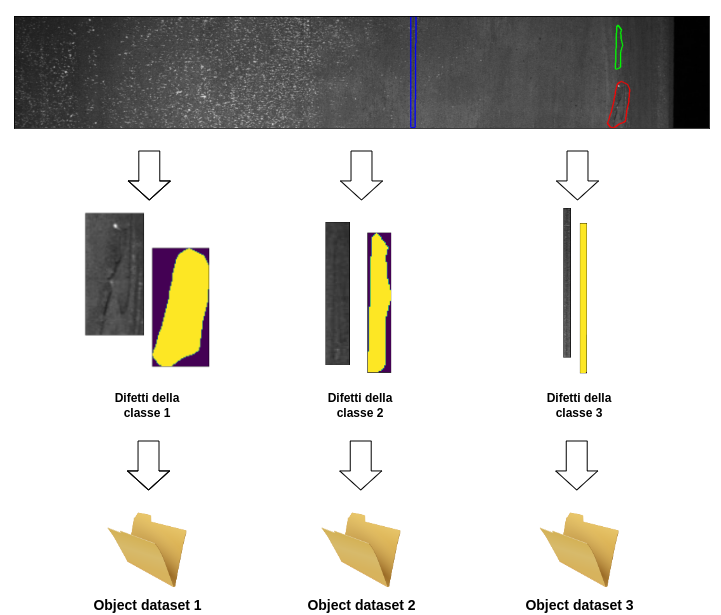 Difetti della
classe 1
Difetti della
classe 2
Difetti della
classe 3
Object dataset 1
Object dataset 2
Object dataset 3